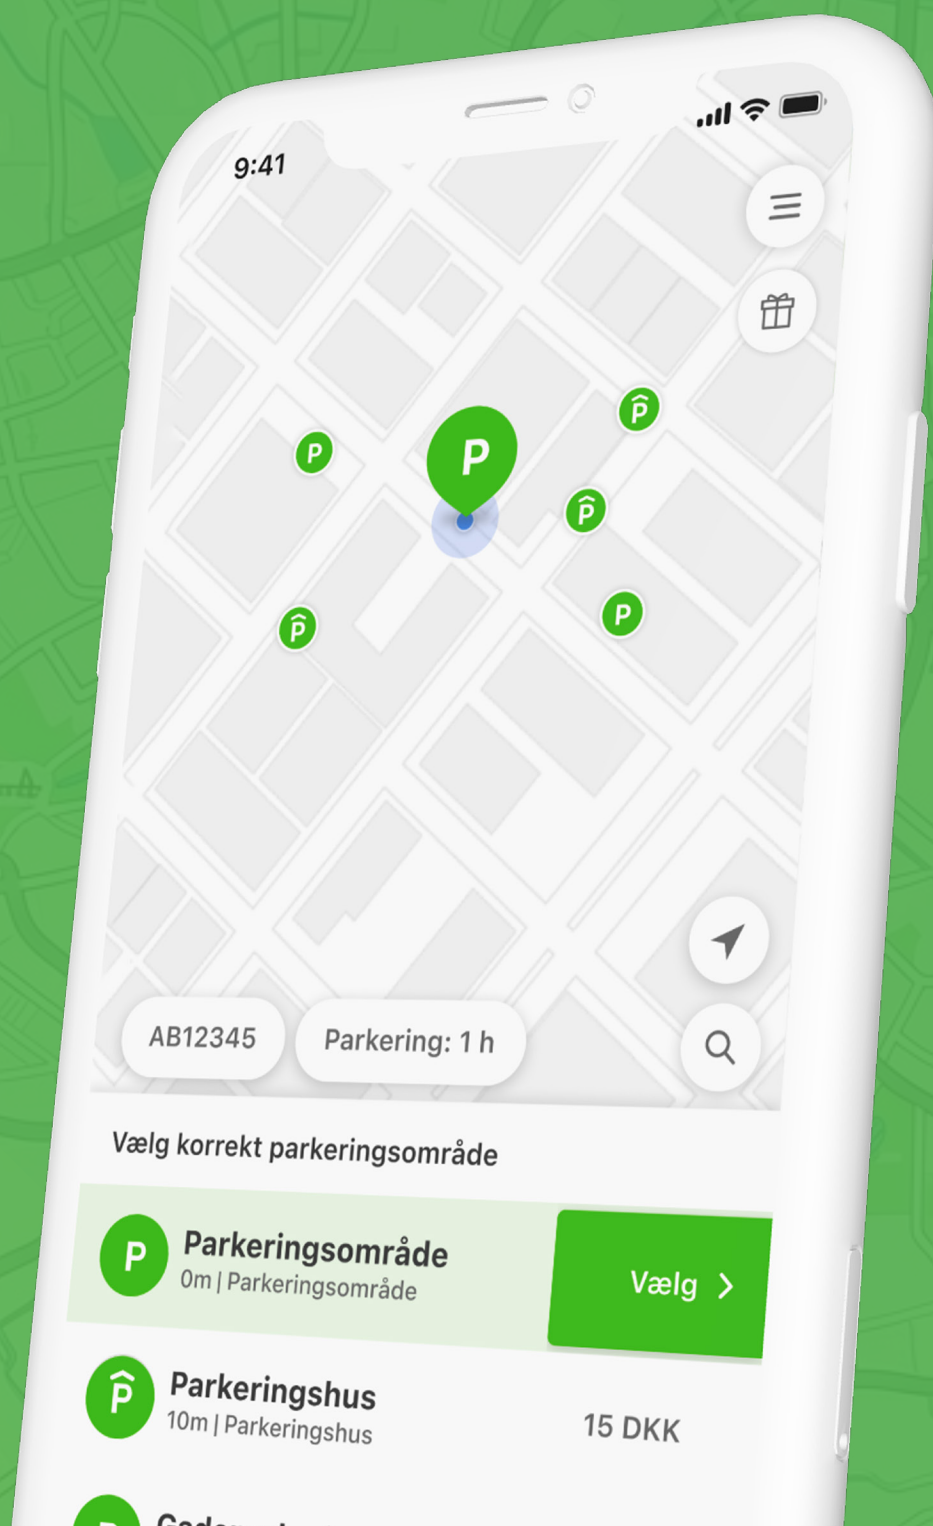 9:41
P
P
P
P
P
P
AB12345
Parkering: 1 h
Vælg korrekt parkeringsområde
P
Parkeringsområde
0m | Parkeringsområde
Vælg
P
Parkeringshus
10m | Parkeringshus
15 DKK